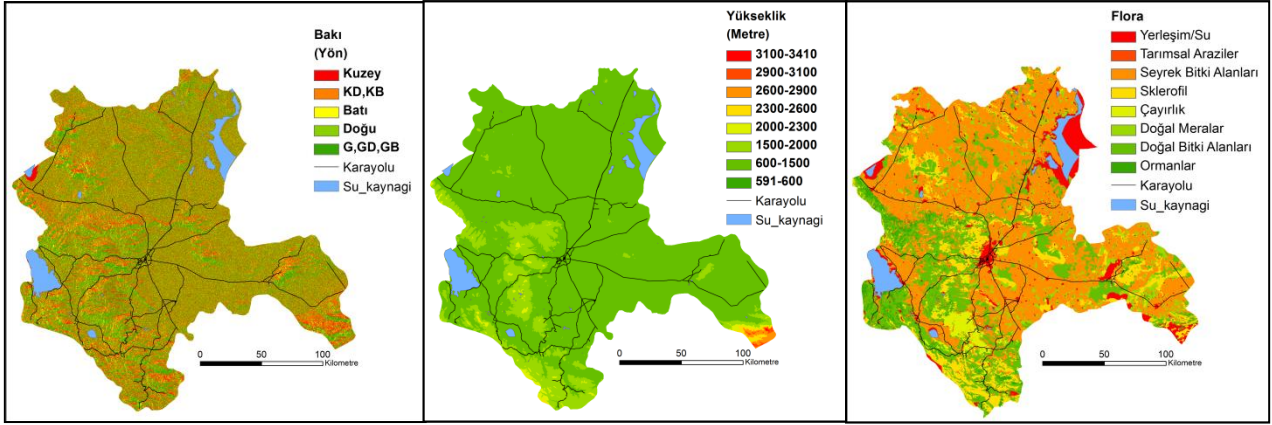 Bakı
(Yön)
Kuzey
KD,KB
Batı
Doğu
G,GD,GB
Karayolu
Su_kaynagi
0 50 100
Kilometre
Yükseklik
(Metre)
3100-3410
2900-3100
2600-2900
2300-2600
2000-2300
1500-2000
600-1500
591-600
Karayolu
Su_kaynagi
0 50 100
Kilometre
Flora
Yerleşim/Su
Tarımsal Araziler
Seyrek Bitki Alanları
Sklerofil
Çayırlık
Doğal Meralar
Doğal Bitki Alanları
Ormanlar
Karayolu
Su_kaynagi
0 50 100
Kilometre